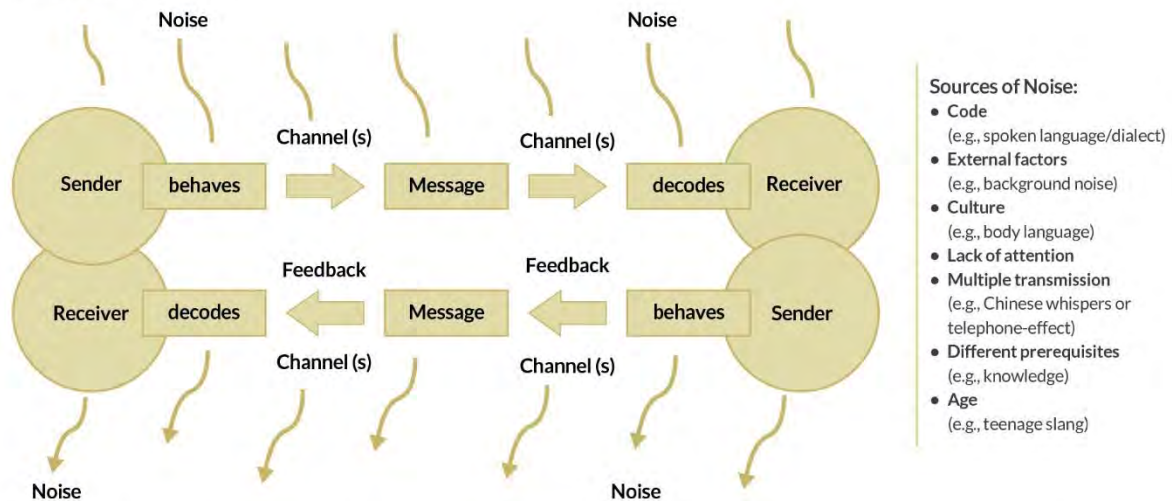 Noise
Noise
Channel (s)
Channel (s)
Sender
behaves
Message
decodes
Receiver
Feedback
Feedback
Receiver
decodes
Message
behaves
Sender
Channel (s)
Channel (s)
Noise
Noise
Sources of Noise:
● Code
(e.g., spoken language/dialect)
● External factors
(e.g., background noise)
● Culture
(e.g., body language)
● Lack of attention
● Multiple transmission
(e.g., Chinese whispers or
telephone-effect)
● Different prerequisites
(e.g., knowledge)
● Age
(e.g., teenage slang)